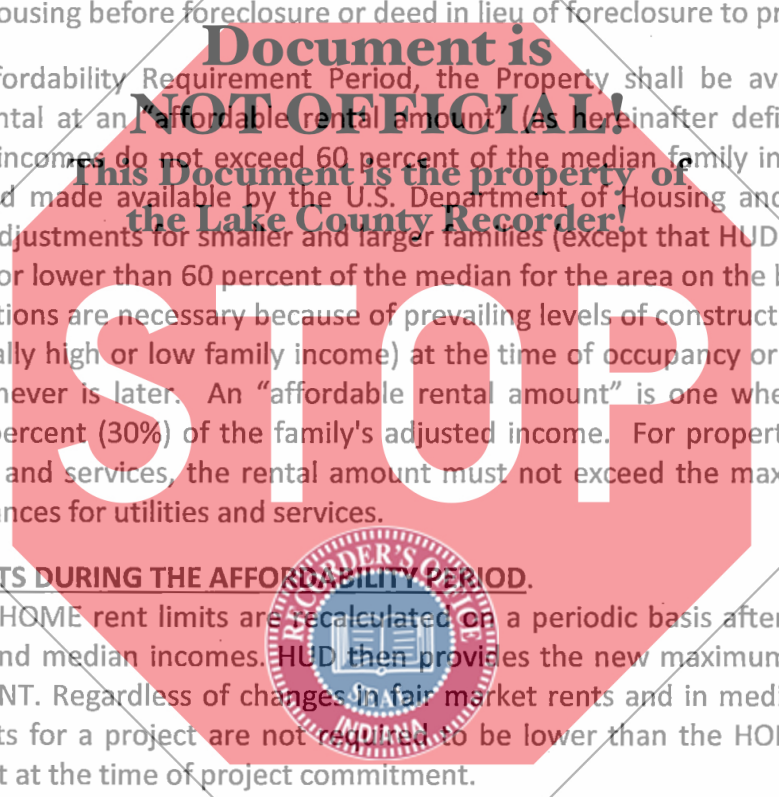 ousing before foreclosure or deed in lieu of foreclosure to pr
Document is
fordability Requirement Period, the Property shall be av
NOT OFFICIAL!
ntal at an "affordable rental amount" (as hereinafter defi
incomes do not exceed 60 percent of the median family in
This Document is the property of
d made available by the U.S. Department of Housing and
the Lake County Recorder!
djustments for smaller and larger families (except that HUD
or lower than 60 percent of the median for the area on the
tions are necessary because of prevailing levels of construct
ally high or low family income) at the time of occupancy or
never is later. An "affordable rental amount" is one whe
percent (30%) of the family's adjusted income. For propert
STOP
and services, the rental amount must not exceed the max
nces for utilities and services.
TS DURING THE AFFORDABILITY PERIOD.
RECORDER'S OFFICE
HOME rent limits are recalculated on a periodic basis after
nd median incomes. HUD then provides the new maximum
SEAL
NT. Regardless of changes in fair market rents and in medi
INDIANA
ts for a project are not required to be lower than the HO
t at the time of project commitment.